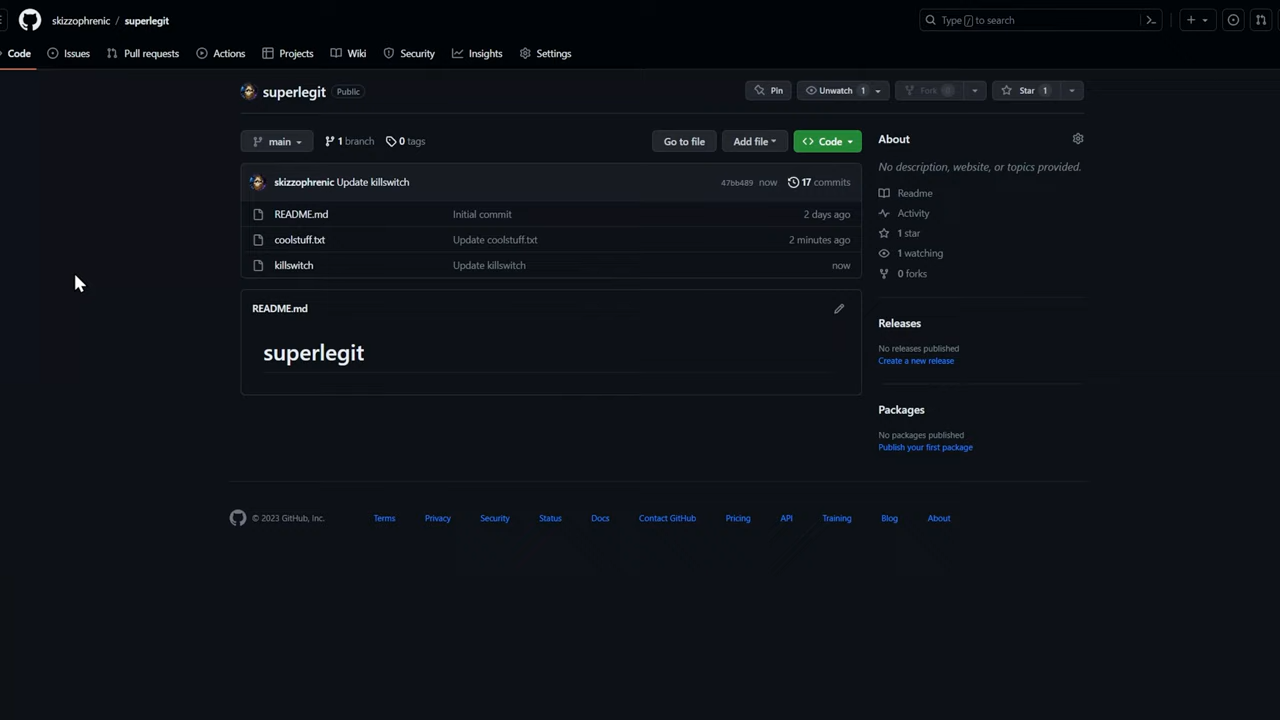 skizzophrenic / superlegit
Type / to search
Code Issues Pull requests Actions Projects Wiki Security Insights Settings
superlegit Public
Pin Unwatch 1 Fork 0 Star 1
main 1 branch 0 tags Go to file Add file Code
skizzophrenic Update killswitch 47bb489 now 17 commits
README.md Initial commit 2 days ago
coolstuff.txt Update coolstuff.txt 2 minutes ago
killswitch Update killswitch now
README.md
superlegit
About
No description, website, or topics provided.
Readme
Activity
1 star
1 watching
0 forks
Releases
No releases published
Create a new release
Packages
No packages published
Publish your first package
© 2023 GitHub, Inc. Terms Privacy Security Status Docs Contact GitHub Pricing API Training Blog About